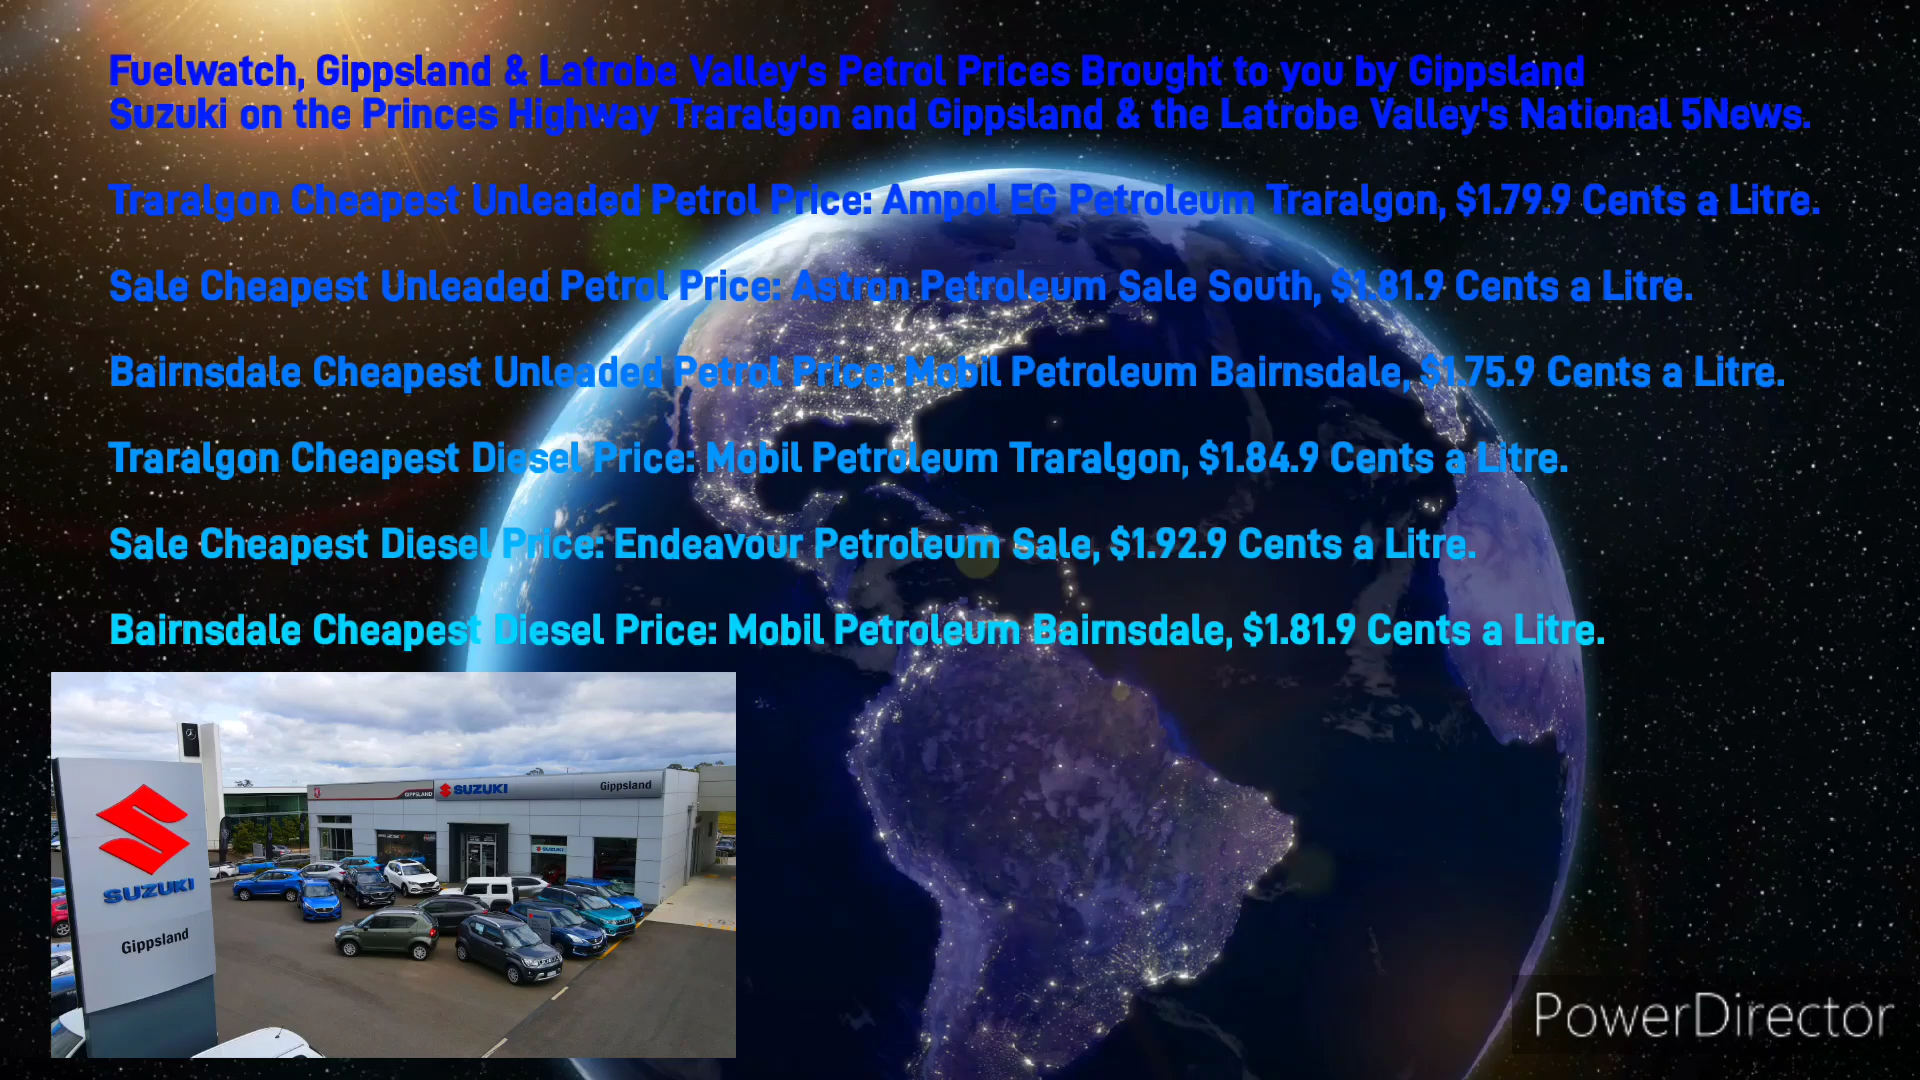 Fuelwatch, Gippsland & Latrobe Valley's Petrol Prices Brought to you by Gippsland
Suzuki on the Princes Highway Traralgon and Gippsland & the Latrobe Valley's National 5News.
Traralgon Cheapest Unleaded Petrol Price: Ampol EG Petroleum Traralgon, $1.79.9 Cents a Litre.
Sale Cheapest Unleaded Petrol Price: Astron Petroleum Sale South, $1.81.9 Cents a Litre.
Bairnsdale Cheapest Unleaded Petrol Price: Mobil Petroleum Bairnsdale, $1.75.9 Cents a Litre.
Traralgon Cheapest Diesel Price: Mobil Petroleum Traralgon, $1.84.9 Cents a Litre.
Sale Cheapest Diesel Price: Endeavour Petroleum Sale, $1.92.9 Cents a Litre.
Bairnsdale Cheapest Diesel Price: Mobil Petroleum Bairnsdale, $1.81.9 Cents a Litre.
GIPPSLAND SUZUKI Gippsland
SUZUKI
SUZUKI
Gippsland
PowerDirector